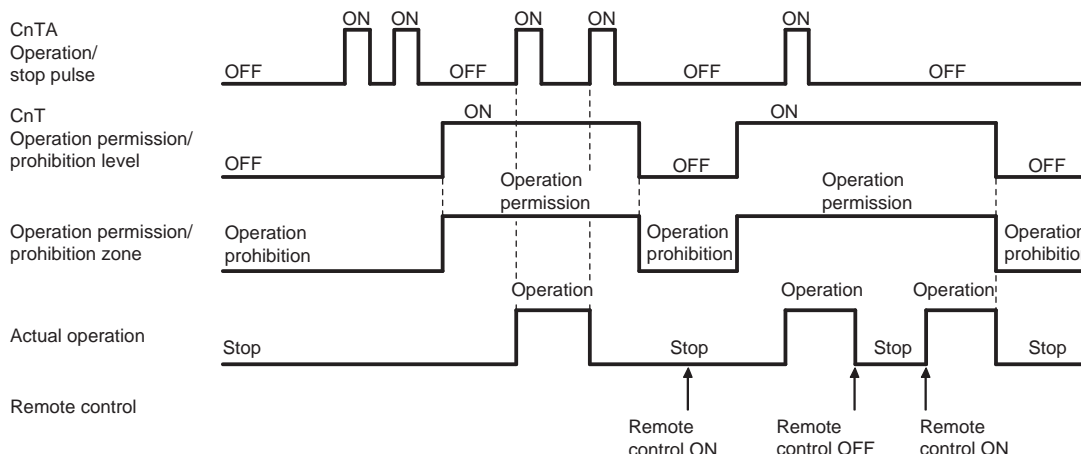 CnTA
Operation/
stop pulse
ON ON ON ON ON
OFF OFF OFF OFF
CnT
Operation permission/
prohibition level
ON ON
OFF OFF OFF
Operation
permission
Operation
permission
Operation permission/
prohibition zone
Operation
prohibition
Operation
prohibition
Operation
prohibition
Actual operation
Operation Operation Operation
Stop Stop Stop Stop
Remote control
Remote
control ON
Remote
control OFF
Remote
control ON